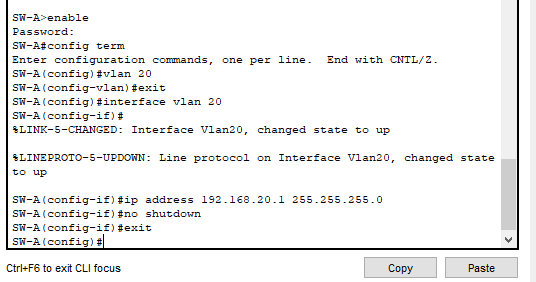 SW-A>enable
Password:
SW-A#config term
Enter configuration commands, one per line.  End with CNTL/Z.
SW-A(config)#vlan 20
SW-A(config-vlan)#exit
SW-A(config)#interface vlan 20
SW-A(config-if)#
%LINK-5-CHANGED: Interface Vlan20, changed state to up
%LINEPROTO-5-UPDOWN: Line protocol on Interface Vlan20, changed state
to up
SW-A(config-if)#ip address 192.168.20.1 255.255.255.0
SW-A(config-if)#no shutdown
SW-A(config-if)#exit
SW-A(config)#
Ctrl+F6 to exit CLI focus
Copy
Paste